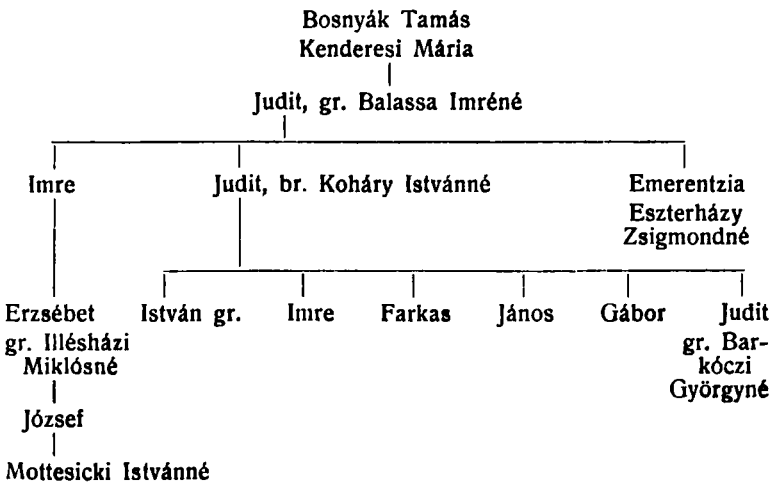 Bosnyák Tamás
Kenderesi Mária
Judit, gr. Balassa Imréné
Imre Judit, br. Koháry Istvánné Emerentzia
Eszterházy
Zsigmondné
Erzsébet István gr. Imre Farkas János Gábor Judit
gr. Illésházi gr. Bar-
Miklósné kóczi
Györgyné
József
Mottesicki Istvánné